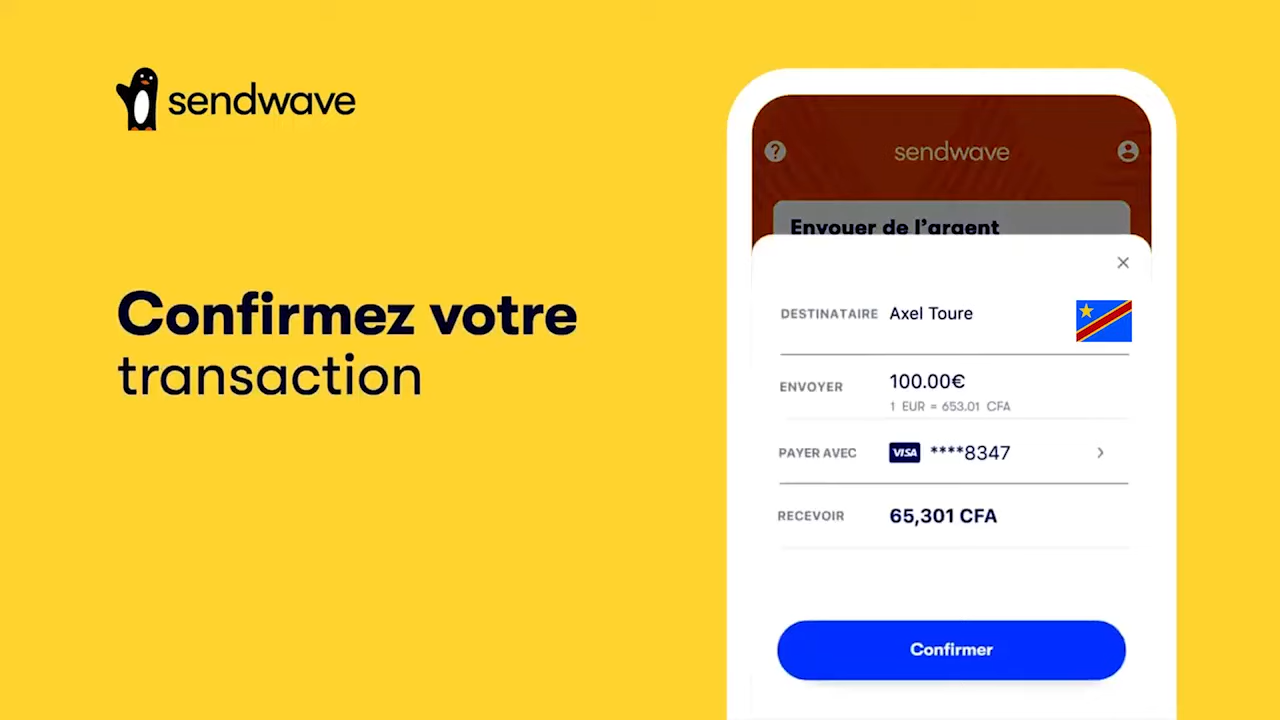 sendwave
Confirmez votre
transaction
?
sendwave
Envoyer de l'argent
DESTINATAIRE Axel Toure
ENVOYER 100.00€
1 EUR = 653.01 CFA
PAYER AVEC VISA ****8347
RECEVOIR 65,301 CFA
Confirmer